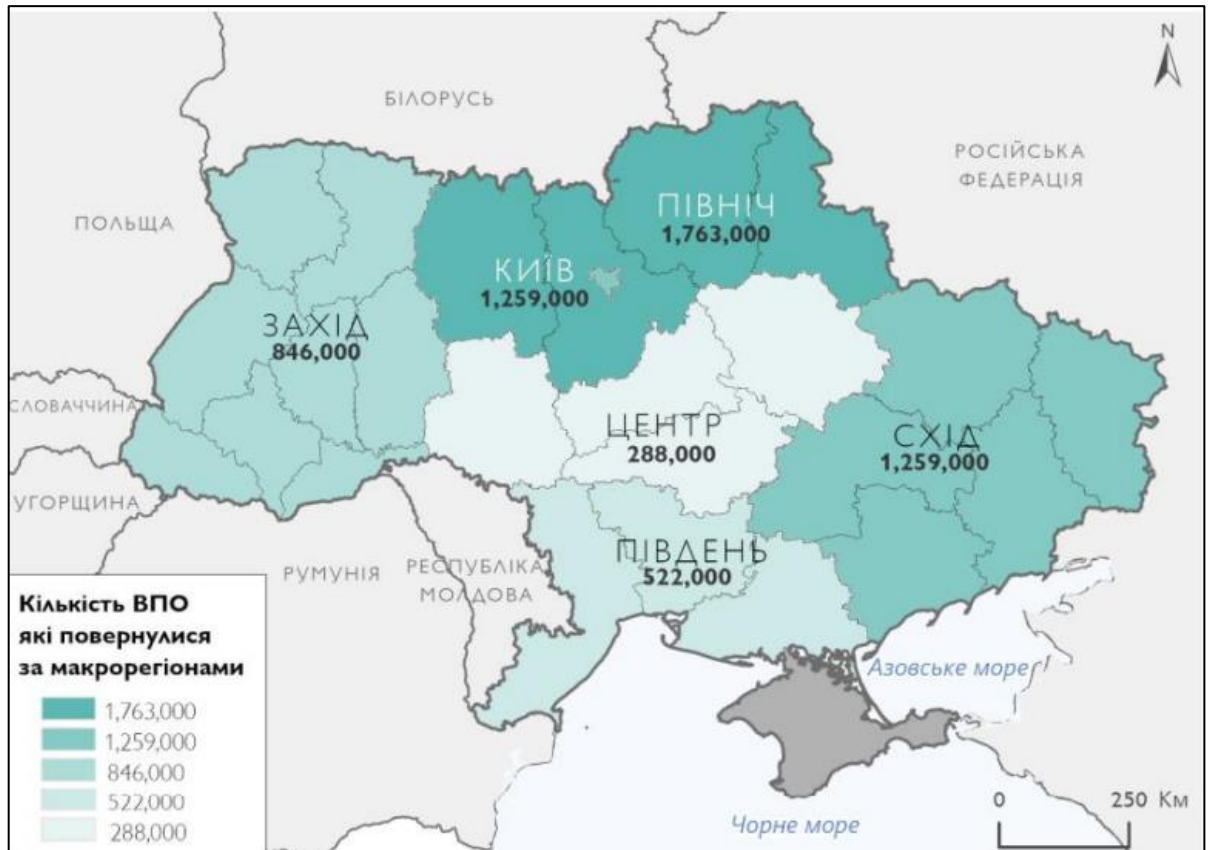 N
БІЛОРУСЬ
РОСІЙСЬКА
ФЕДЕРАЦІЯ
ПОЛЬЩА
ПІВНІЧ
1,763,000
КИЇВ
1,259,000
ЗАХІД
846,000
СЛОВАЧЧИНА
ЦЕНТР
288,000
СХІД
1,259,000
УГОРЩИНА
РУМУНІЯ
РЕСПУБЛІКА
МОЛДОВА
ПІВДЕНЬ
522,000
Азовське море
Чорне море
Кількість ВПО
які повернулися
за макрорегіонами
1,763,000
1,259,000
846,000
522,000
288,000
0 250 Км